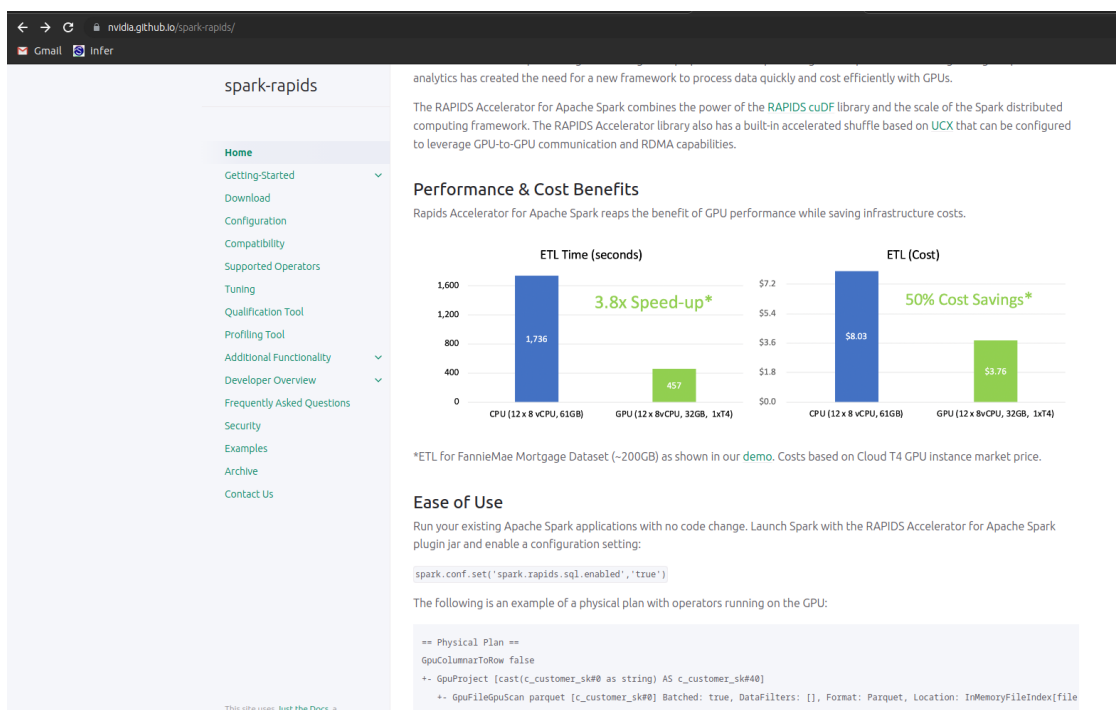 nvidia.github.io/spark-rapids/
Gmail Infer
spark-rapids
Home
Getting-Started
Download
Configuration
Compatibility
Supported Operators
Tuning
Qualification Tool
Profiling Tool
Additional Functionality
Developer Overview
Frequently Asked Questions
Security
Examples
Archive
Contact Us
This site uses Just the Docs, a
analytics has created the need for a new framework to process data quickly and cost efficiently with GPUs.
The RAPIDS Accelerator for Apache Spark combines the power of the RAPIDS cuDF library and the scale of the Spark distributed
computing framework. The RAPIDS Accelerator library also has a built-in accelerated shuffle based on UCX that can be configured
to leverage GPU-to-GPU communication and RDMA capabilities.
Performance & Cost Benefits
Rapids Accelerator for Apache Spark reaps the benefit of GPU performance while saving infrastructure costs.
ETL Time (seconds)
1,600
1,200
800
400
0
3.8x Speed-up*
1,736
457
CPU (12 x 8 vCPU, 61GB)
GPU (12 x 8vCPU, 32GB, 1xT4)
ETL (Cost)
$7.2
$5.4
$3.6
$1.8
$0.0
50% Cost Savings*
$8.03
$3.76
CPU (12 x 8 vCPU, 61GB)
GPU (12 x 8vCPU, 32GB, 1xT4)
*ETL for FannieMae Mortgage Dataset (~200GB) as shown in our demo. Costs based on Cloud T4 GPU instance market price.
Ease of Use
Run your existing Apache Spark applications with no code change. Launch Spark with the RAPIDS Accelerator for Apache Spark
plugin jar and enable a configuration setting:
spark.conf.set('spark.rapids.sql.enabled','true')
The following is an example of a physical plan with operators running on the GPU:
== Physical Plan ==
GpuColumnarToRow false
+- GpuProject [cast(c_customer_sk#0 as string) AS c_customer_sk#40]
+- GpuFileGpuScan parquet [c_customer_sk#0] Batched: true, DataFilters: [], Format: Parquet, Location: InMemoryFileIndex[file